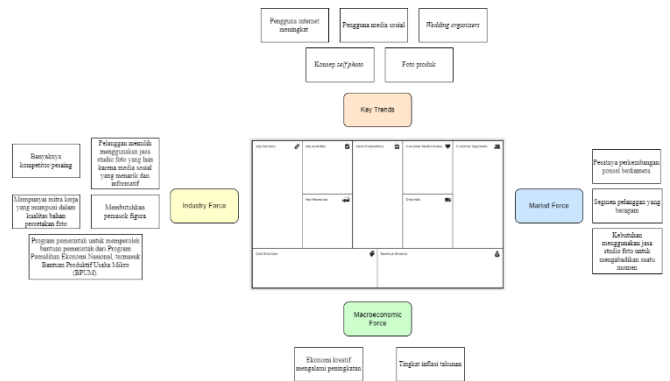 Pengguna internet
meningkat
Pengguna media sosial
Wedding organizers
Konsep self photo
Foto produk
Key Trends
Banyaknya
kompetitor/pesaing
Pelanggan memilih
menggunakan jasa
studio foto yang lain
karena media sosial
yang menarik dan
informatif
Mempunyai mitra kerja
yang mumpuni dalam
kualitas bahan
percetakan foto
Membutuhkan
pemasok figura
Program pemerintah untuk memperoleh
bantuan pemerintah dari Program
Pemulihan Ekonomi Nasional, termasuk
Bantuan Produktif Usaha Mikro
(BPUM).
Industry Force
Key Partners
Key Activities
Value Propositions
Customer Relationships
Customer Segments
Key Resources
Channels
Cost Structure
Revenue Streams
Market Force
Pesatnya perkembangan
ponsel berkamera
Segmen pelanggan yang
beragam
Kebutuhan
menggunakan jasa
studio foto untuk
mengabadikan suatu
momen
Macroeconomic
Force
Ekonomi kreatif
mengalami peningkatan
Tingkat inflasi tahunan